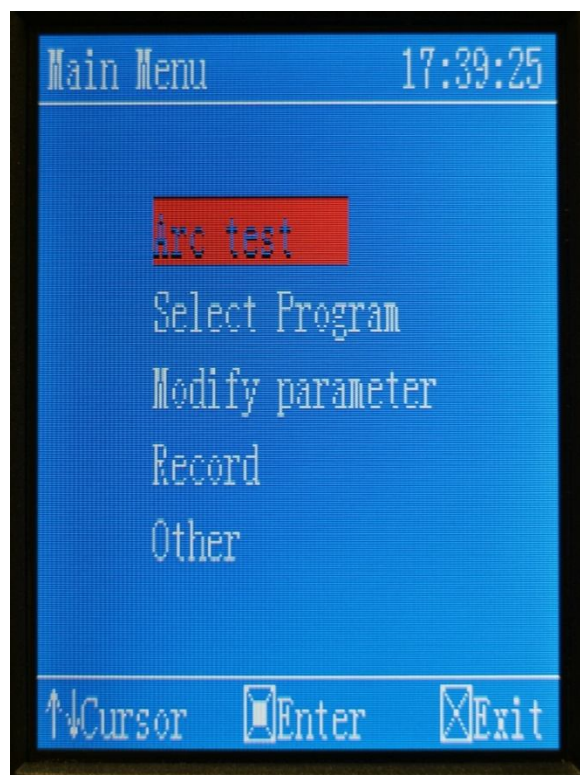 Main Menu 17:39:25
Arc test
Select Program
Modify parameter
Record
Other
↑↓Cursor Enter Exit